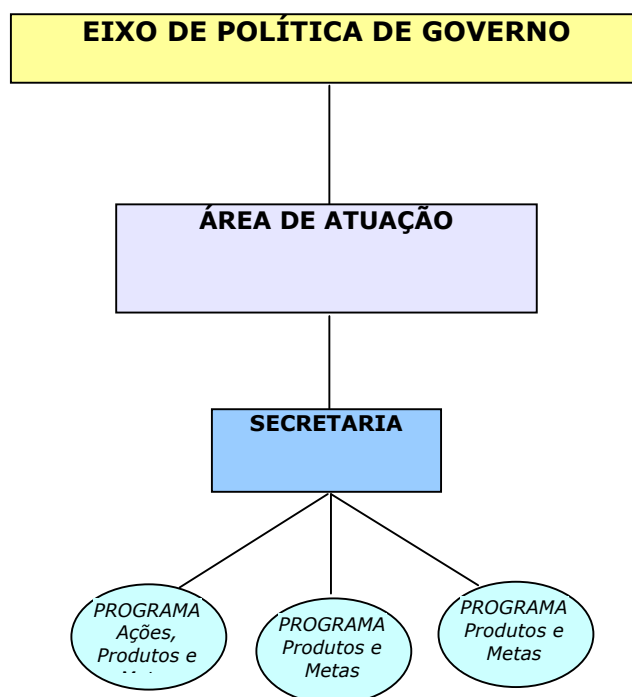 EIXO DE POLÍTICA DE GOVERNO
ÁREA DE ATUAÇÃO
SECRETARIA
PROGRAMA
Ações,
Produtos e
PROGRAMA
Produtos e
Metas
PROGRAMA
Produtos e
Metas